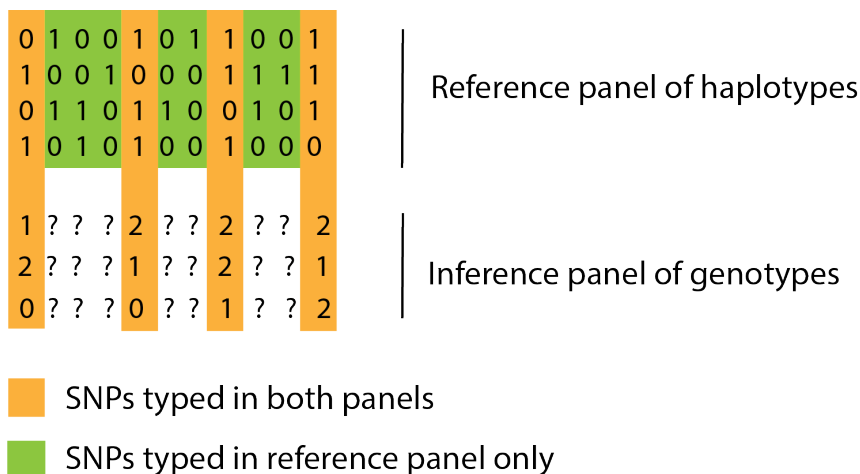 0 1 0 0 1 0 1 1 0 0 1
1 0 0 1 0 0 0 1 1 1 1
0 1 1 0 1 1 0 0 1 0 1
1 0 1 0 1 0 0 1 0 0 0
Reference panel of haplotypes
1 ? ? ? 2 ? ? 2 ? ? 2
2 ? ? ? 1 ? ? 2 ? ? 1
0 ? ? ? 0 ? ? 1 ? ? 2
Inference panel of genotypes
SNPs typed in both panels
SNPs typed in reference panel only